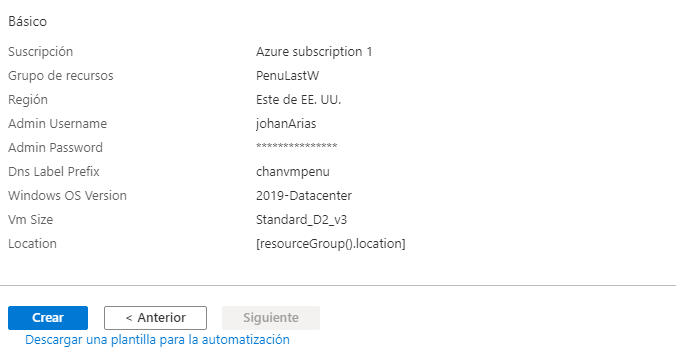 Básico
Suscripción Azure subscription 1
Grupo de recursos PenuLastW
Región Este de EE. UU.
Admin Username johanArias
Admin Password ***************
Dns Label Prefix chanvmpenu
Windows OS Version 2019-Datacenter
Vm Size Standard_D2_v3
Location [resourceGroup().location]
Crear < Anterior Siguiente
Descargar una plantilla para la automatización